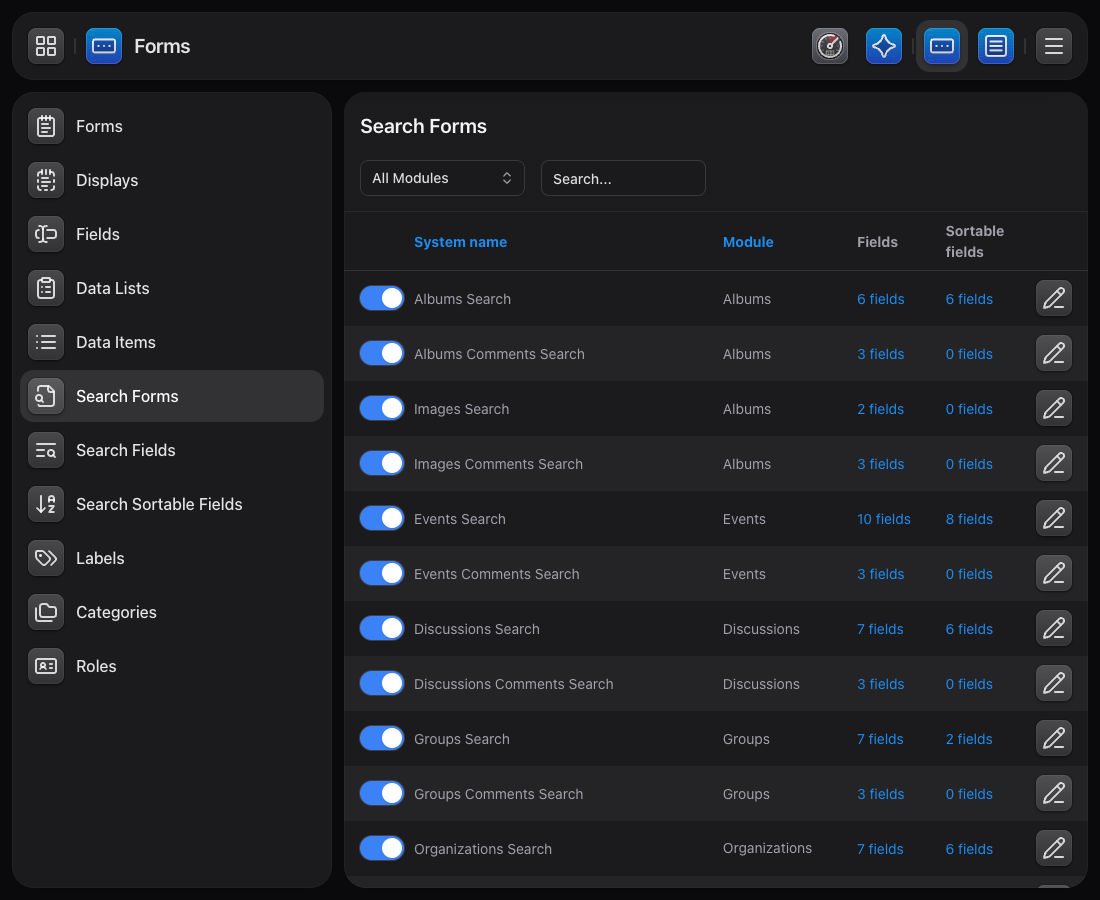 Forms
Forms
Displays
Fields
Data Lists
Data Items
Search Forms
Search Fields
Search Sortable Fields
Labels
Categories
Roles
Search Forms
All Modules Search...
System name Module Fields Sortable fields
Albums Search Albums 6 fields 6 fields
Albums Comments Search Albums 3 fields 0 fields
Images Search Albums 2 fields 0 fields
Images Comments Search Albums 3 fields 0 fields
Events Search Events 10 fields 8 fields
Events Comments Search Events 3 fields 0 fields
Discussions Search Discussions 7 fields 6 fields
Discussions Comments Search Discussions 3 fields 0 fields
Groups Search Groups 7 fields 2 fields
Groups Comments Search Groups 3 fields 0 fields
Organizations Search Organizations 7 fields 6 fields